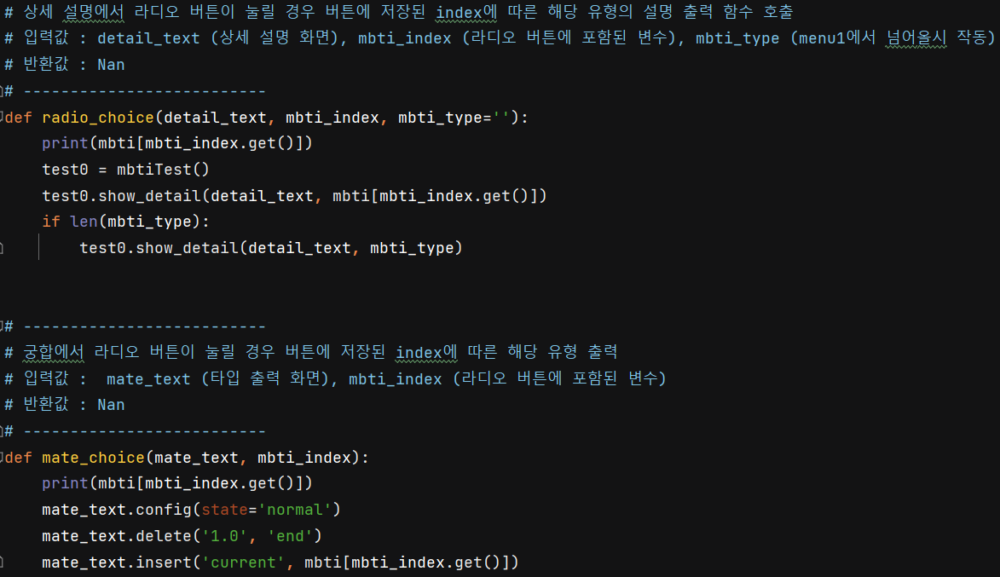 # 상세 설명에서 라디오 버튼이 눌릴 경우 버튼에 저장된 index에 따른 해당 유형의 설명 출력 함수 호출
# 입력값 : detail_text (상세 설명 화면), mbti_index (라디오 버튼에 포함된 변수), mbti_type (menu1에서 넘어올시 작동)
# 반환값 : Nan
# --------------------------
def radio_choice(detail_text, mbti_index, mbti_type=''):
    print(mbti[mbti_index.get()])
    test0 = mbtiTest()
    test0.show_detail(detail_text, mbti[mbti_index.get()])
    if len(mbti_type):
        test0.show_detail(detail_text, mbti_type)
# --------------------------
# 궁합에서 라디오 버튼이 눌릴 경우 버튼에 저장된 index에 따른 해당 유형 출력
# 입력값 :  mate_text (타입 출력 화면), mbti_index (라디오 버튼에 포함된 변수)
# 반환값 : Nan
# --------------------------
def mate_choice(mate_text, mbti_index):
    print(mbti[mbti_index.get()])
    mate_text.config(state='normal')
    mate_text.delete('1.0', 'end')
    mate_text.insert('current', mbti[mbti_index.get()])